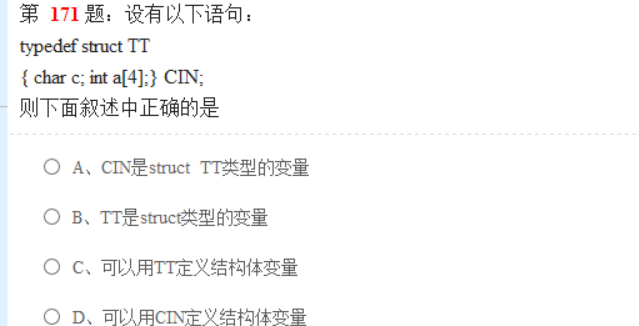 第 171 题：设有以下语句：
typedef struct TT
{ char c; int a[4];} CIN;
则下面叙述中正确的是
A、CIN是struct TT类型的变量
B、TT是struct类型的变量
C、可以用TT定义结构体变量
D、可以用CIN定义结构体变量